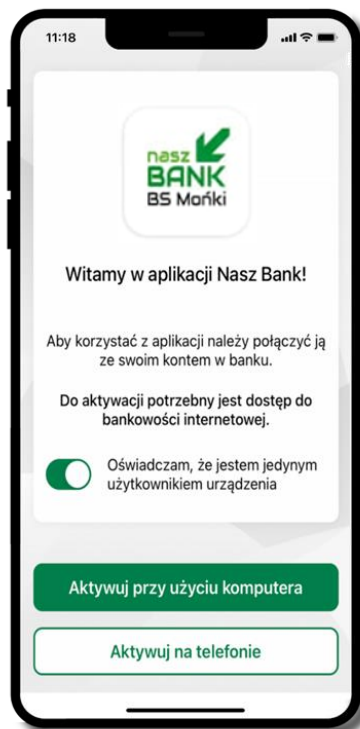 11:18
nasz
BANK
BS Mońki
Witamy w aplikacji Nasz Bank!
Aby korzystać z aplikacji należy połączyć ją
ze swoim kontem w banku.
Do aktywacji potrzebny jest dostęp do
bankowości internetowej.
Oświadczam, że jestem jedynym
użytkownikiem urządzenia
Aktywuj przy użyciu komputera
Aktywuj na telefonie